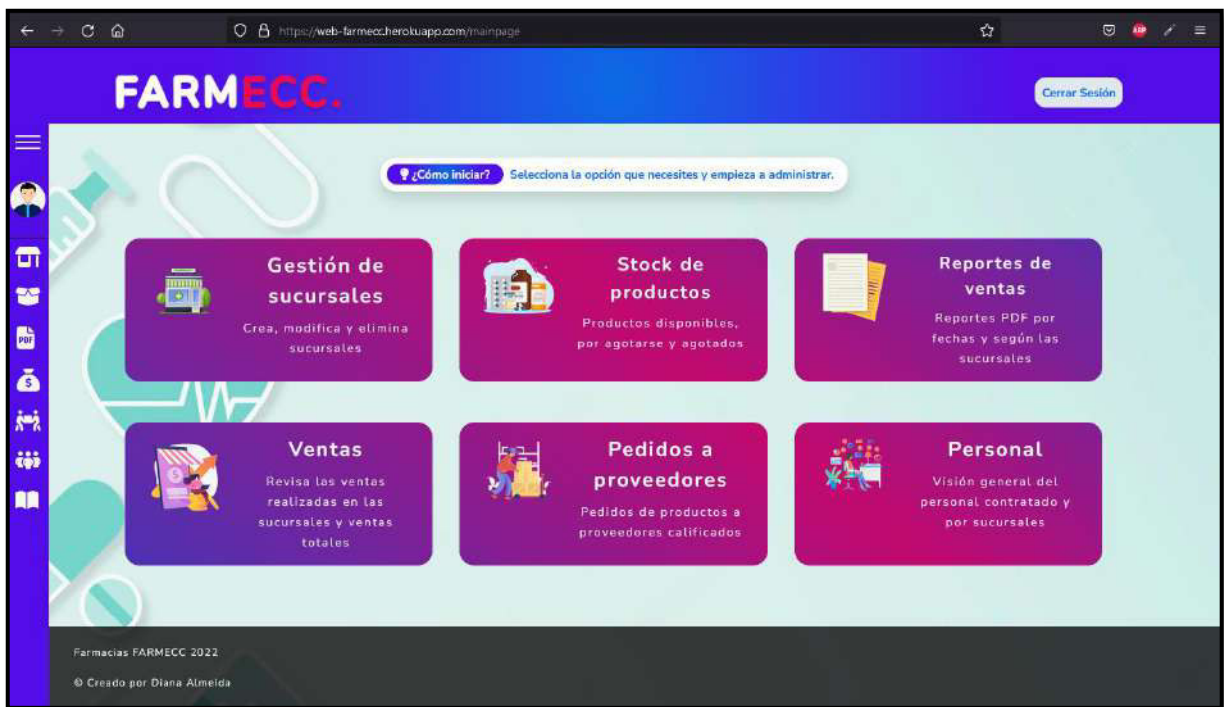 https://web-farmecc.herokuapp.com/mainpage
ABP
FARMECC.
Cerrar Sesión
¿Cómo iniciar? Selecciona la opción que necesites y empieza a administrar.
Gestión de
sucursales
Crea, modifica y elimina
sucursales
Stock de
productos
Productos disponibles,
por agotarse y agotados
Reportes de
ventas
Reportes PDF por
fechas y según las
sucursales
PDF
Ventas
Revisa las ventas
realizadas en las
sucursales y ventas
totales
Pedidos a
proveedores
Pedidos de productos a
proveedores calificados
Personal
Visión general del
personal contratado y
por sucursales
Farmacias FARMECC 2022
© Creado por Diana Almeida